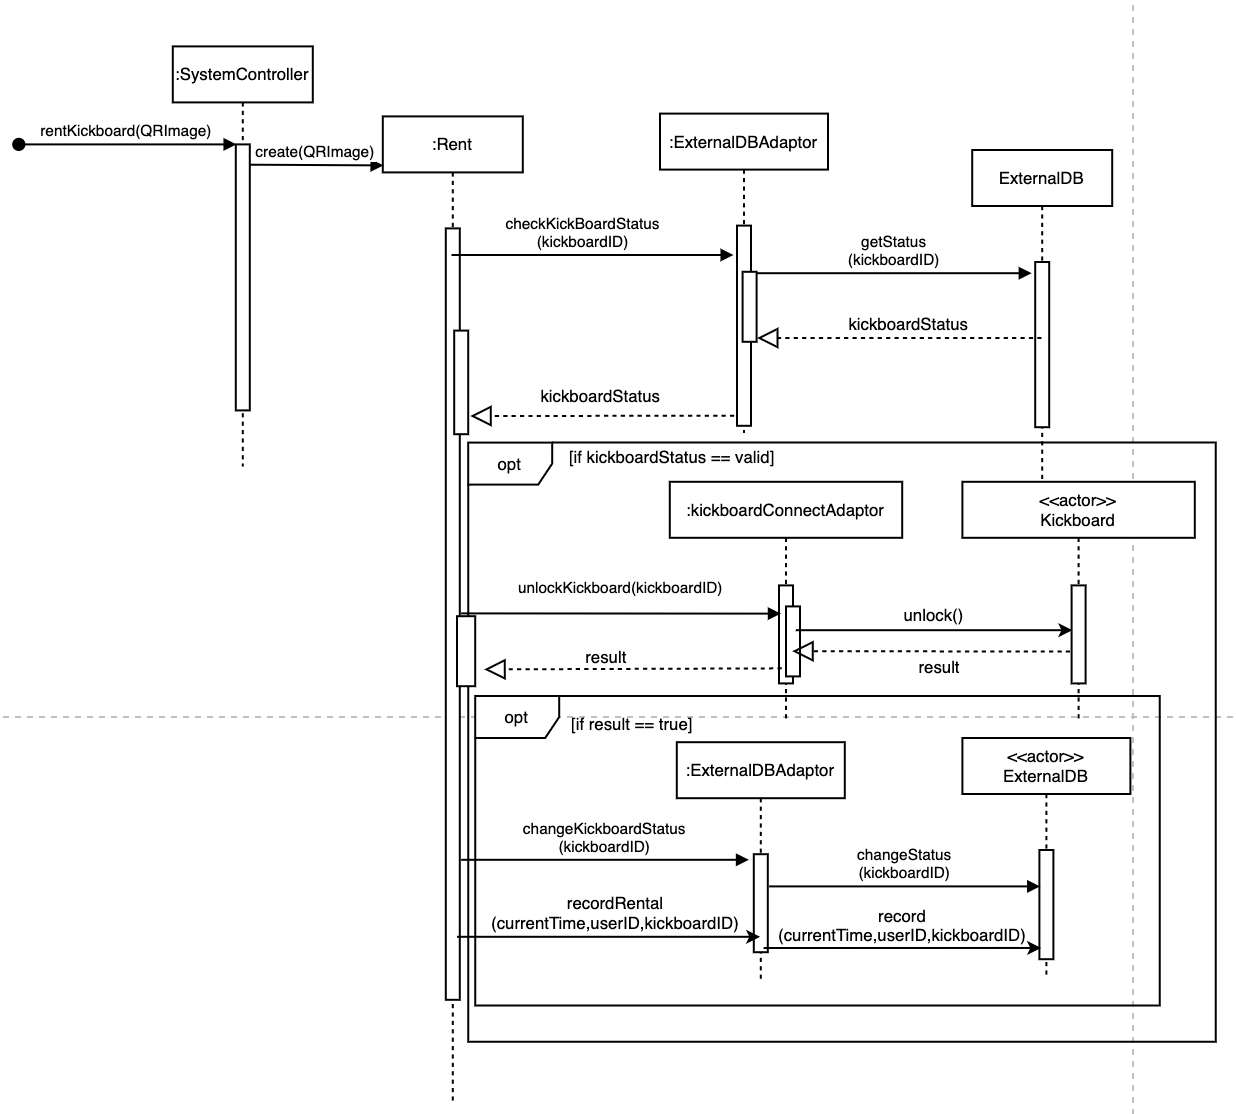 :SystemController
rentKickboard(QRImage)
create(QRImage)
:Rent
:ExternalDBAdaptor
ExternalDB
checkKickBoardStatus
(kickboardID)
getStatus
(kickboardID)
kickboardStatus
kickboardStatus
opt
[if kickboardStatus == valid]
:kickboardConnectAdaptor
<<actor>>
Kickboard
unlockKickboard(kickboardID)
unlock()
result
result
opt
[if result == true]
:ExternalDBAdaptor
<<actor>>
ExternalDB
changeKickboardStatus
(kickboardID)
changeStatus
(kickboardID)
recordRental
(currentTime,userID,kickboardID)
record
(currentTime,userID,kickboardID)